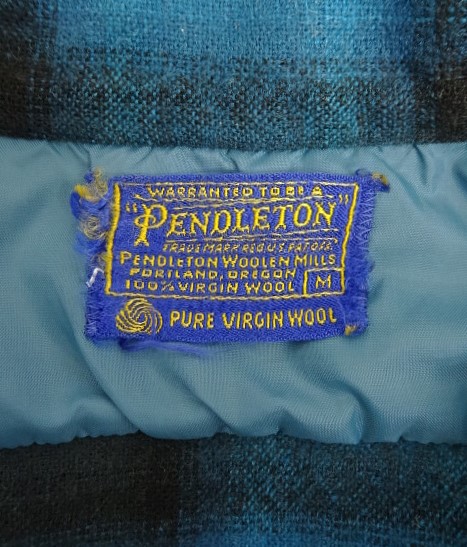 WARRANTED TO BE A
"PENDLETON"
TRADE MARK REG U.S. PAT. OFF.
PENDLETON WOOLEN MILLS
PORTLAND, OREGON
100% VIRGIN WOOL M
PURE VIRGIN WOOL